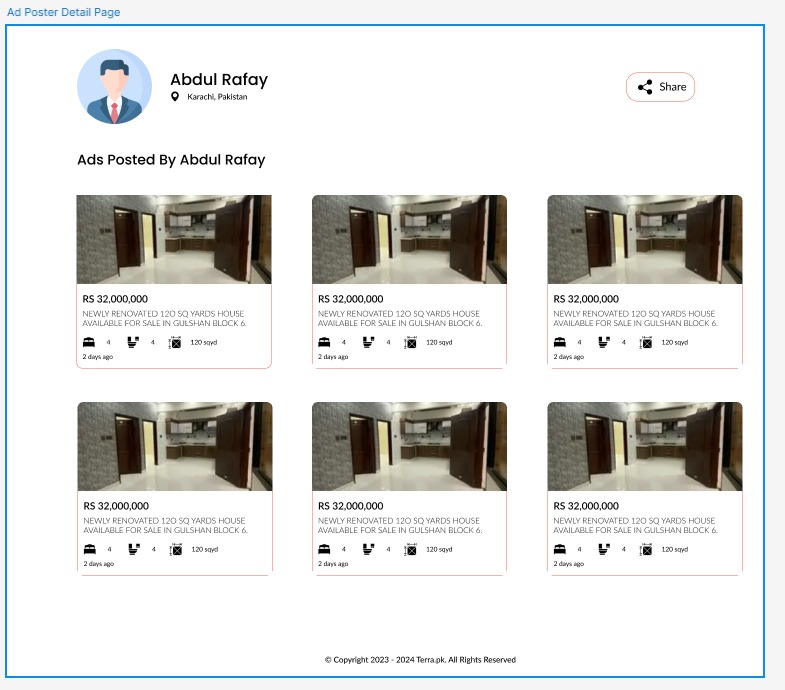 Ad Poster Detail Page
Abdul Rafay
Karachi, Pakistan
Share
Ads Posted By Abdul Rafay
RS 32,000,000
NEWLY RENOVATED 120 SQ YARDS HOUSE
AVAILABLE FOR SALE IN GULSHAN BLOCK 6.
4 4 120 sqyd
2 days ago
RS 32,000,000
NEWLY RENOVATED 120 SQ YARDS HOUSE
AVAILABLE FOR SALE IN GULSHAN BLOCK 6.
4 4 120 sqyd
2 days ago
RS 32,000,000
NEWLY RENOVATED 120 SQ YARDS HOUSE
AVAILABLE FOR SALE IN GULSHAN BLOCK 6.
4 4 120 sqyd
2 days ago
RS 32,000,000
NEWLY RENOVATED 120 SQ YARDS HOUSE
AVAILABLE FOR SALE IN GULSHAN BLOCK 6.
4 4 120 sqyd
2 days ago
RS 32,000,000
NEWLY RENOVATED 120 SQ YARDS HOUSE
AVAILABLE FOR SALE IN GULSHAN BLOCK 6.
4 4 120 sqyd
2 days ago
RS 32,000,000
NEWLY RENOVATED 120 SQ YARDS HOUSE
AVAILABLE FOR SALE IN GULSHAN BLOCK 6.
4 4 120 sqyd
2 days ago
© Copyright 2023 - 2024 Terra.pk. All Rights Reserved